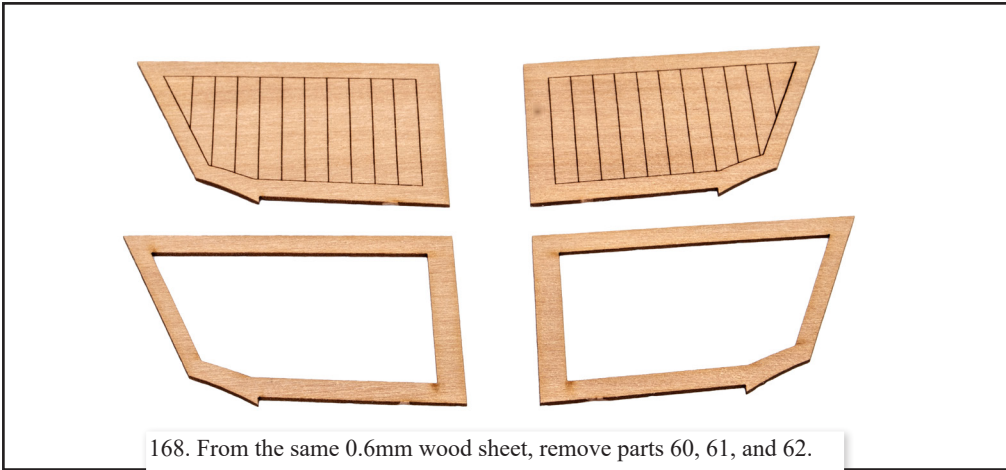 168. From the same 0.6mm wood sheet, remove parts 60, 61, and 62.